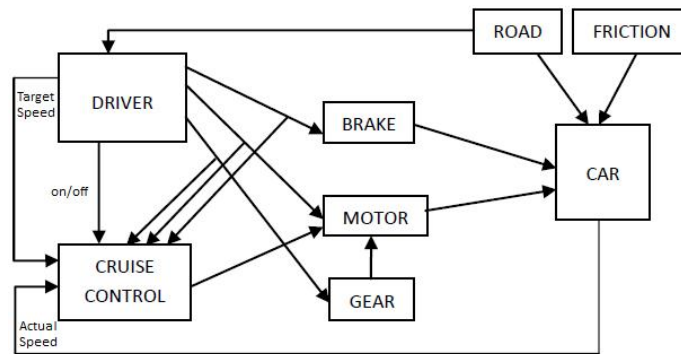 ROAD
FRICTION
Target
Speed
DRIVER
BRAKE
CAR
on/off
MOTOR
CRUISE
CONTROL
GEAR
Actual
Speed